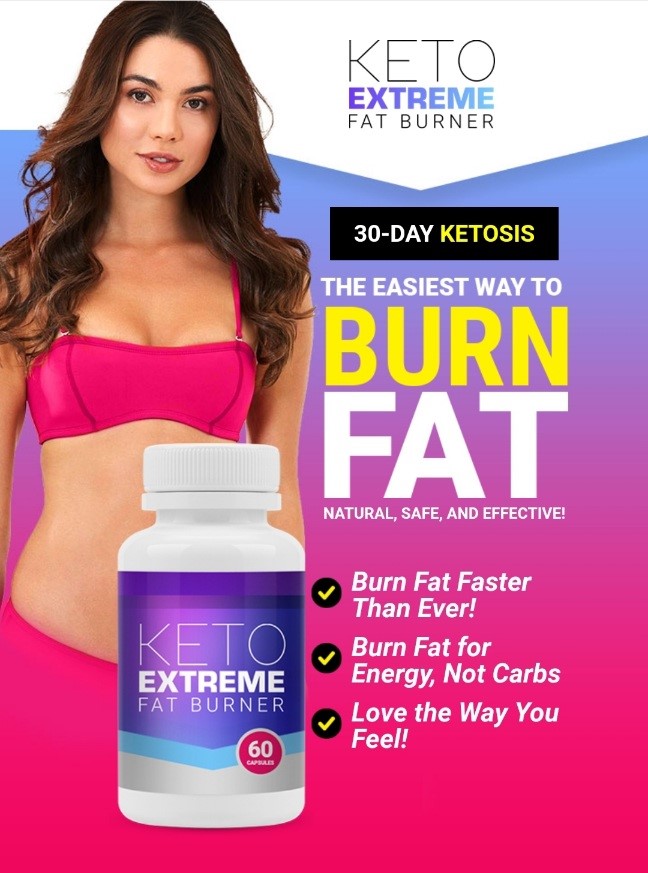 KETO
EXTREME
FAT BURNER
30-DAY KETOSIS
THE EASIEST WAY TO
BURN
FAT
NATURAL, SAFE, AND EFFECTIVE!
Burn Fat Faster
Than Ever!
Burn Fat for
Energy, Not Carbs
Love the Way You
Feel!
KETO
EXTREME
FAT BURNER
60
CAPSULES